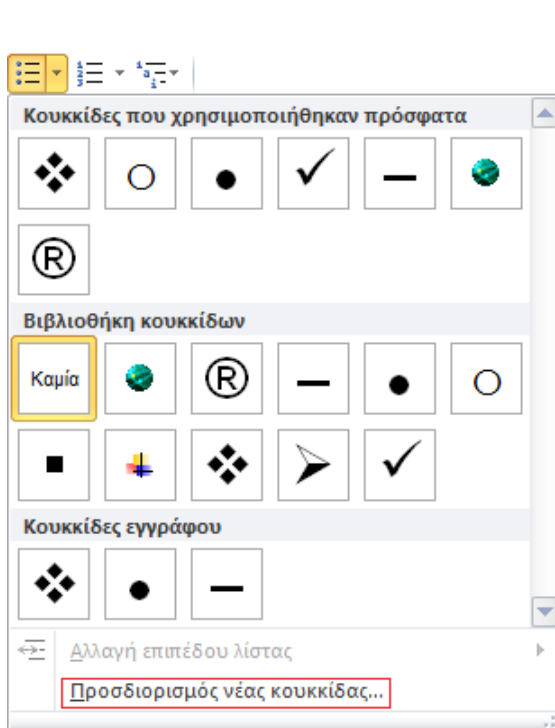 Κουκκίδες που χρησιμοποιήθηκαν πρόσφατα
®
Βιβλιοθήκη κουκκίδων
Καμία
®
Κουκκίδες εγγράφου
Αλλαγή επιπέδου λίστας
Προσδιορισμός νέας κουκκίδας...